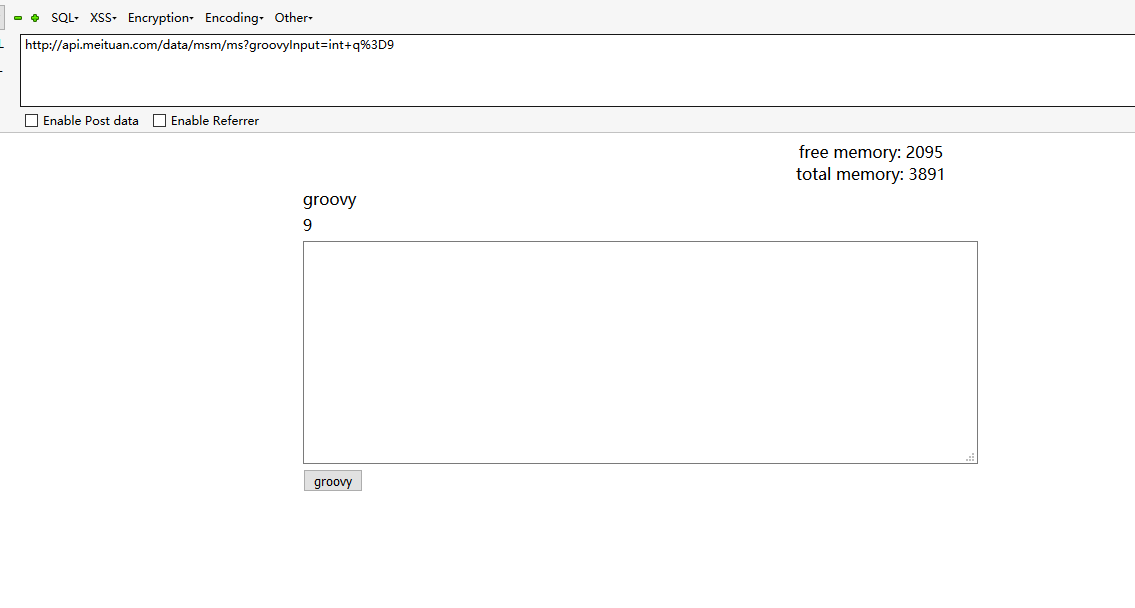 SQL XSS Encryption Encoding Other
http://api.meituan.com/data/msm/ms?groovyInput=int+q%3D9
Enable Post data Enable Referrer
free memory: 2095
total memory: 3891
groovy
9
groovy